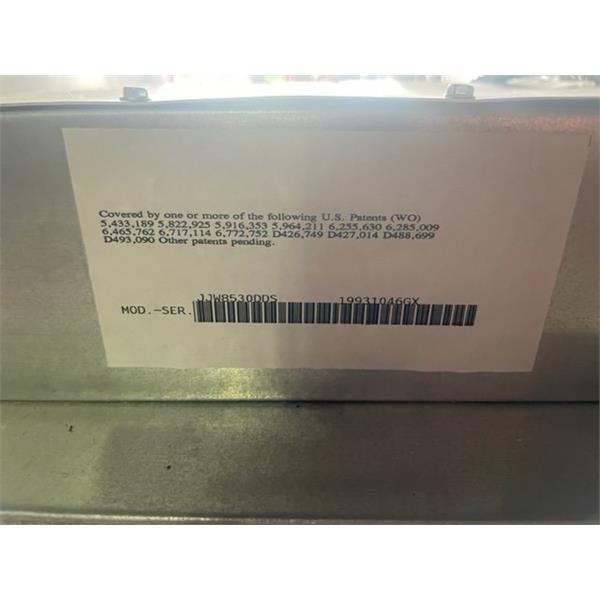 Covered by one or more of the following U.S. Patents (WO)
5,433,189 5,822,925 5,916,353 5,964,211 6,255,630 6,285,009
6,465,762 6,717,114 6,772,752 D426,749 D427,014 D488,699
D493,090 Other patents pending.
JJW8530DDS 19931046GX
MOD.-SER.